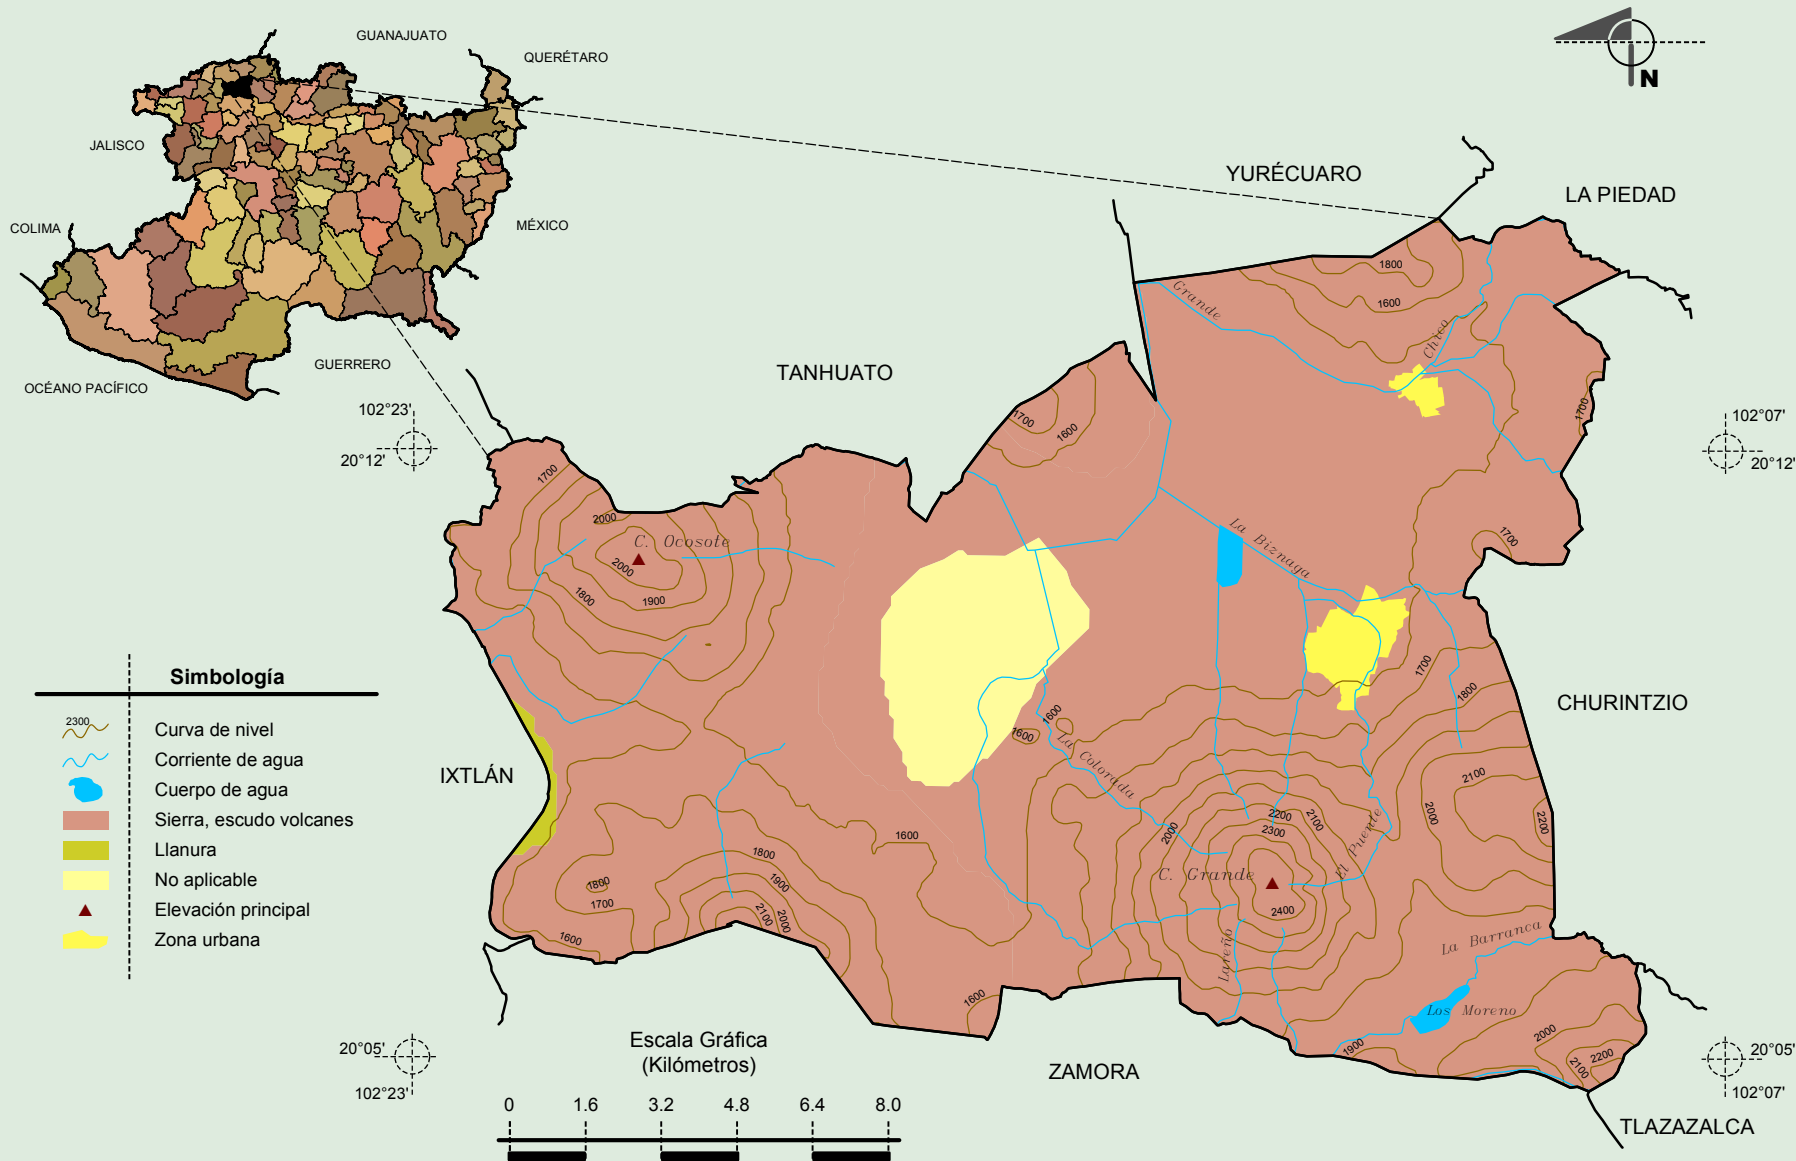 GUANAJUATO
QUERÉTARO
JALISCO
COLIMA
MÉXICO
GUERRERO
OCÉANO PACÍFICO
N
YURÉCUARO
LA PIEDAD
TANHUATO
CHURINTZIO
IXTLÁN
ZAMORA
TLAZAZALCA
102°23'
20°12'
102°07'
20°12'
20°05'
102°23'
20°05'
102°07'
Grande
Chico
1800
1600
1700
1700
1600
1700
1700
2000
C. Ocosote
2000
1800
1900
La Biznaga
1700
1800
1600
1600
La Colorada
2100
2000
2200
2000
2200
2100
2300
C. Grande
El Puente
2400
Lareño
La Barranca
Los Moreno
1900
2000
2100
2200
1600
1800
1900
1800
1700
2100
2000
1600
1600
Simbología
2300
Curva de nivel
Corriente de agua
Cuerpo de agua
Sierra, escudo volcanes
Llanura
No aplicable
Elevación principal
Zona urbana
Escala Gráfica
(Kilómetros)
0 1.6 3.2 4.8 6.4 8.0